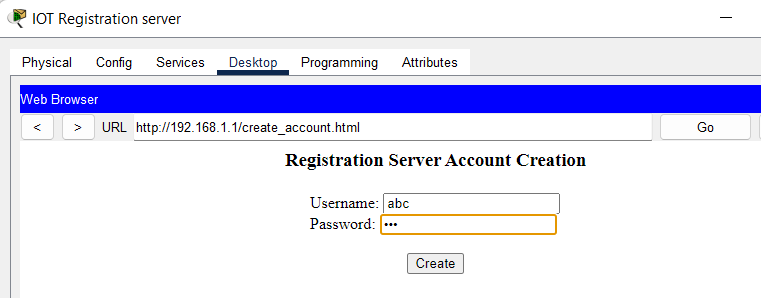 IOT Registration server
Physical Config Services Desktop Programming Attributes
Web Browser
< > URL http://192.168.1.1/create_account.html Go
Registration Server Account Creation
Username: abc
Password: •••
Create